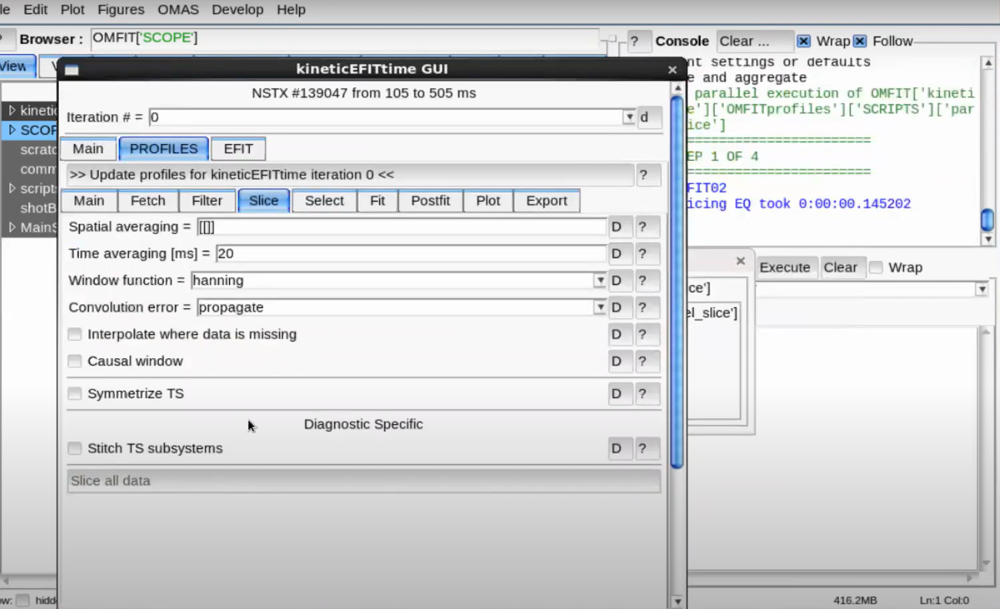 le Edit Plot Figures OMAS Develop Help
? Browser : OMFIT['SCOPE']
? Console Clear ... Wrap Follow
View V
kineticEFITtime GUI
nt settings or defaults
NSTX #139047 from 105 to 505 ms
e and aggregate
parallel execution of OMFIT['kineti
kinetic
e']['OMFITprofiles']['SCRIPTS']['par
Iteration # = 0 d
ice']
SCOP
======================
scratc
Main PROFILES EFIT
EP 1 OF 4
comm
======================
>> Update profiles for kineticEFITtime iteration 0 << ?
scripts
FIT02
Main Fetch Filter Slice Select Fit Postfit Plot Export
icing EQ took 0:00:00.145202
shotB
Spatial averaging = [[]] D ?
MainS
Time averaging [ms] = 20 D ?
Execute Clear Wrap
Window function = hanning D ?
ce']
Convolution error = propagate D ?
el_slice']
Interpolate where data is missing D ?
Causal window D ?
Symmetrize TS D ?
Diagnostic Specific
Stitch TS subsystems D ?
Slice all data
ow: hidd
416.2MB Ln:1 Col:0